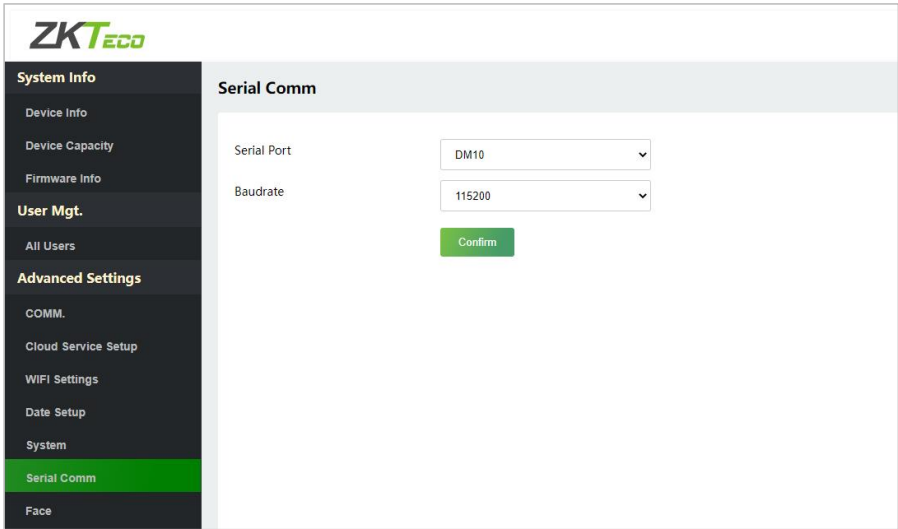 ZKTeco
System Info
Device Info
Device Capacity
Firmware Info
User Mgt.
All Users
Advanced Settings
COMM.
Cloud Service Setup
WIFI Settings
Date Setup
System
Serial Comm
Face
Serial Comm
Serial Port DM10
Baudrate 115200
Confirm